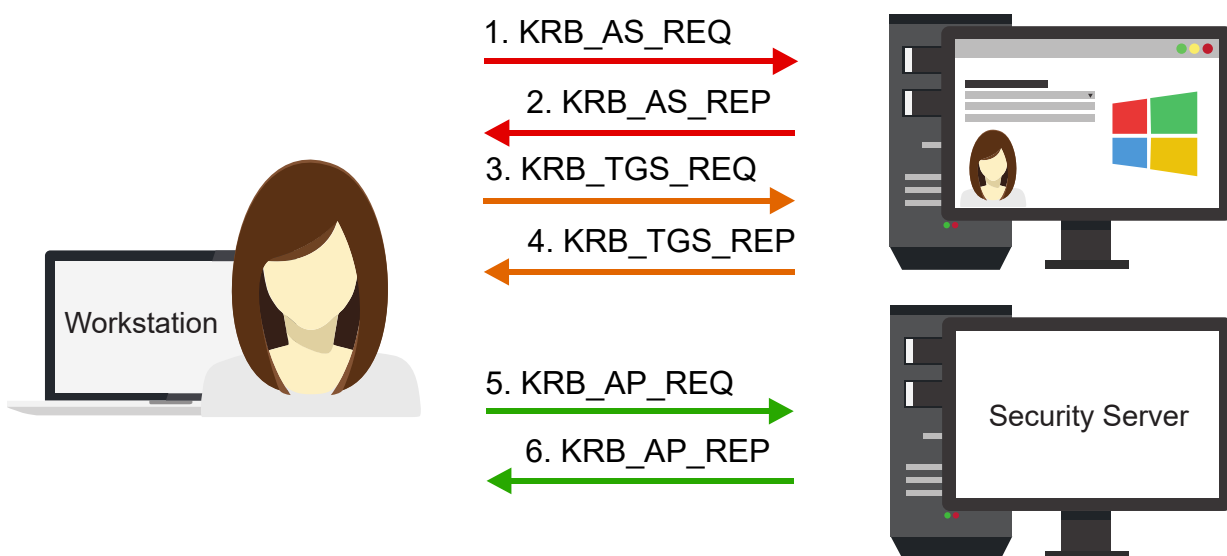 1. KRB_AS_REQ
2. KRB_AS_REP
3. KRB_TGS_REQ
4. KRB_TGS_REP
Workstation
5. KRB_AP_REQ
6. KRB_AP_REP
Security Server